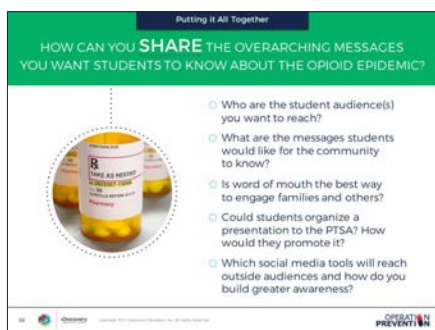 Putting it All Together
HOW CAN YOU SHARE THE OVERARCHING MESSAGES
YOU WANT STUDENTS TO KNOW ABOUT THE OPIOID EPIDEMIC?
Who are the student audience(s)
you want to reach?
What are the messages students
would like for the community
to know?
Is word of mouth the best way
to engage families and others?
Could students organize a
presentation to the PTSA? How
would they promote it?
Which social media tools will reach
outside audiences and how do you
build greater awareness?
Rx
TAKE AS NEEDED
Pharmacy
Discovery
OPERATION
PREVENTION